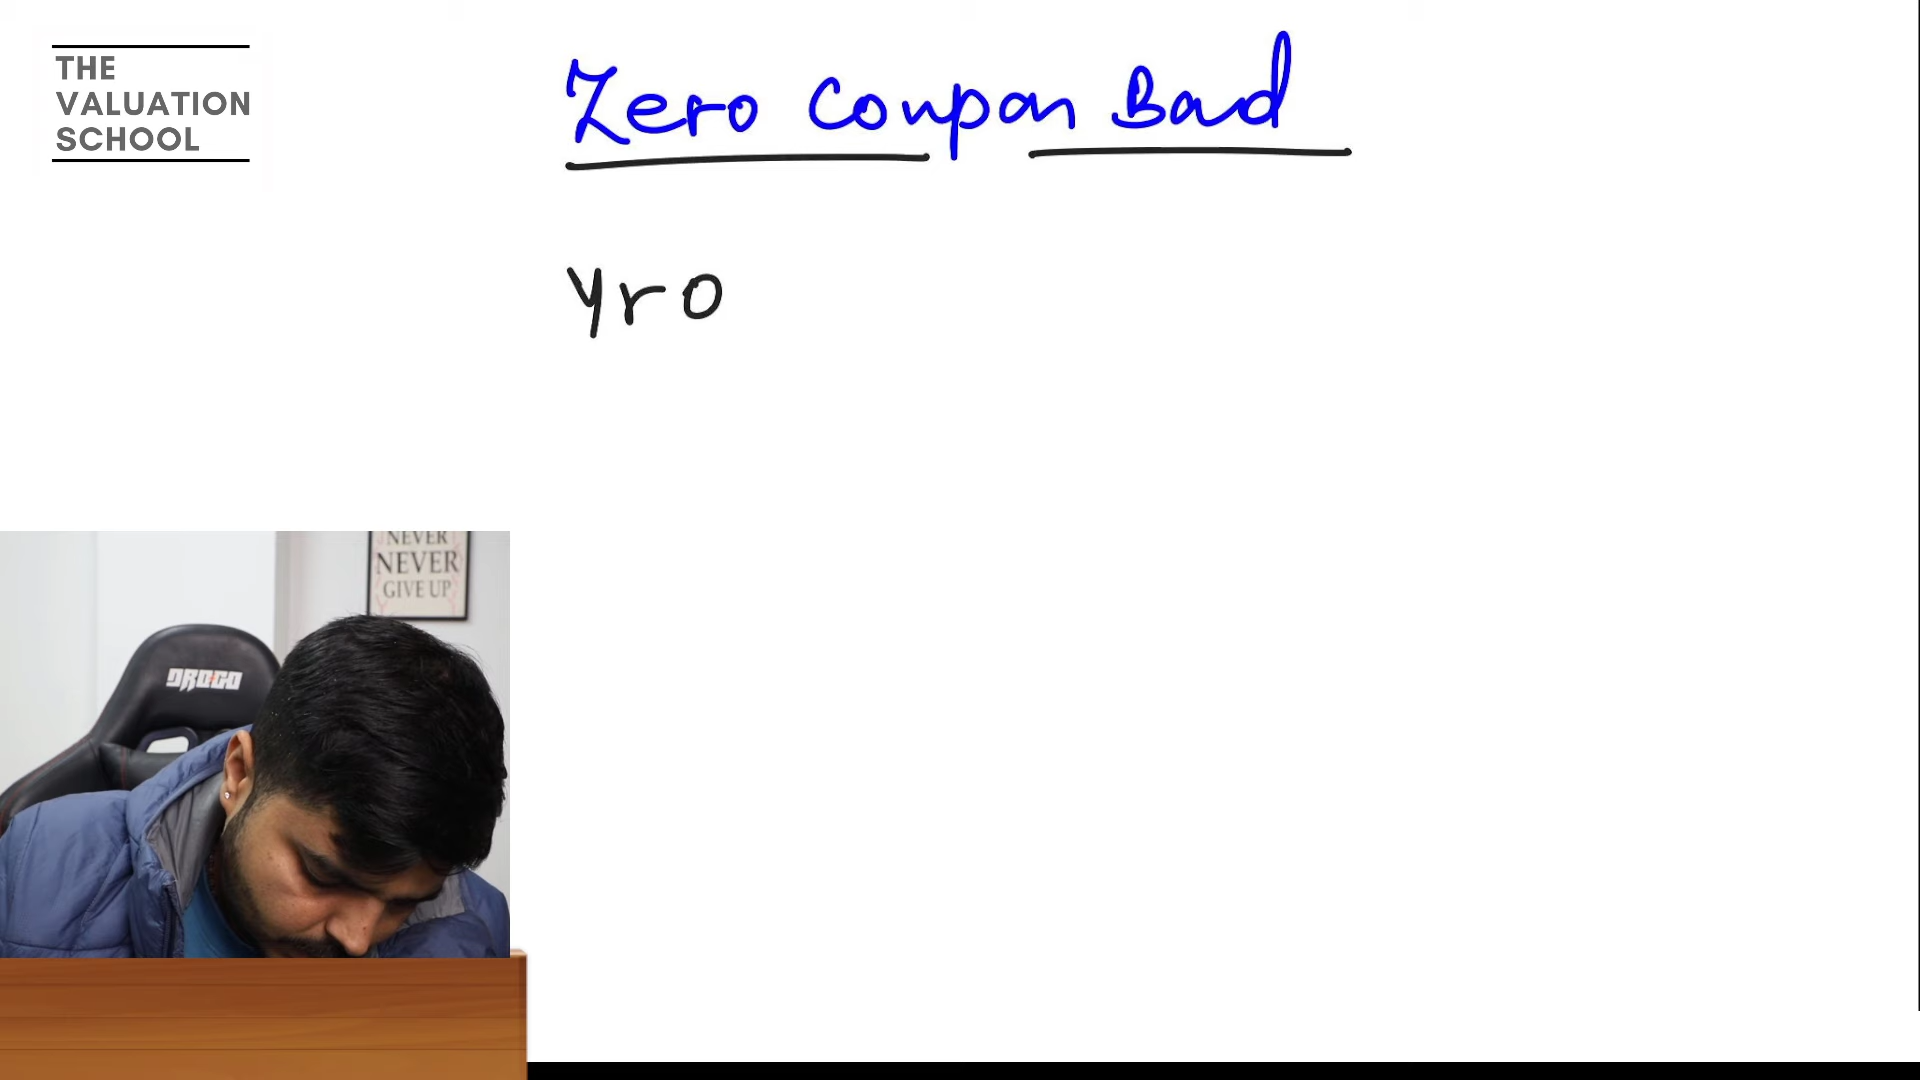 THE
VALUATION
SCHOOL
Zero Coupon Bond
Yr 0
NEVER
NEVER
GIVE UP
DROGO